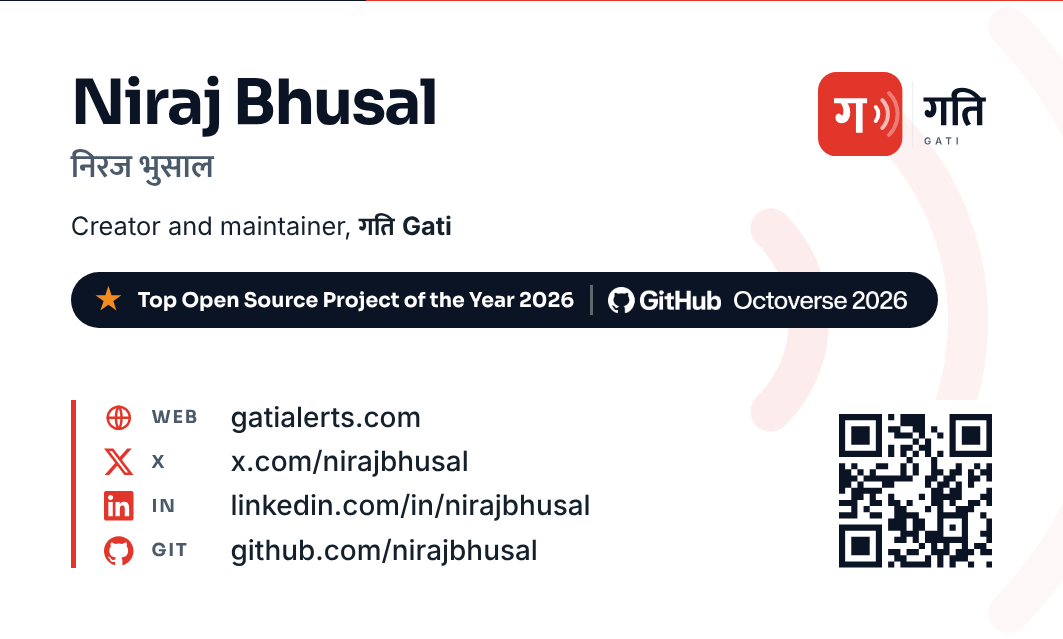 Niraj Bhusal
निरज भुसाल
ग गति
GATI
Creator and maintainer, गति Gati
Top Open Source Project of the Year 2026 | GitHub Octoverse 2026
WEB gatialerts.com
X x.com/nirajbhusal
IN linkedin.com/in/nirajbhusal
GIT github.com/nirajbhusal